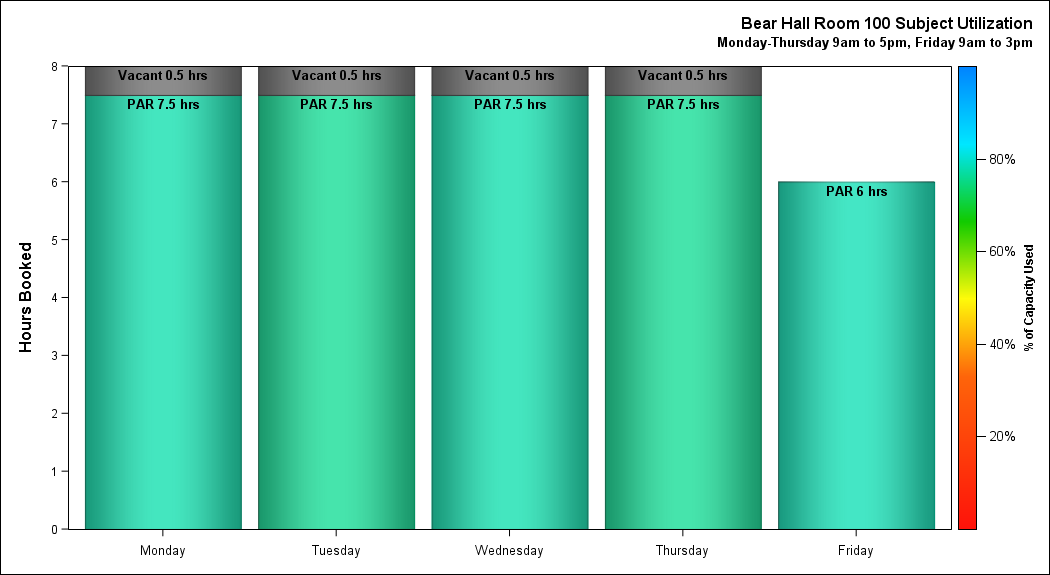 Bear Hall Room 100 Subject Utilization
Monday-Thursday 9am to 5pm, Friday 9am to 3pm
Hours Booked
8
7
6
5
4
3
2
1
0
Vacant 0.5 hrs
PAR 7.5 hrs
Vacant 0.5 hrs
PAR 7.5 hrs
Vacant 0.5 hrs
PAR 7.5 hrs
Vacant 0.5 hrs
PAR 7.5 hrs
PAR 6 hrs
Monday
Tuesday
Wednesday
Thursday
Friday
80%
60%
40%
20%
% of Capacity Used